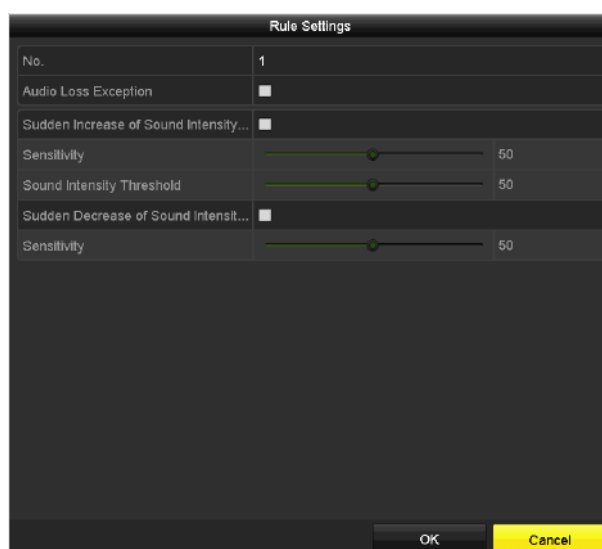 Rule Settings
No. 1
Audio Loss Exception
Sudden Increase of Sound Intensity...
Sensitivity 50
Sound Intensity Threshold 50
Sudden Decrease of Sound Intensit...
Sensitivity 50
OK Cancel